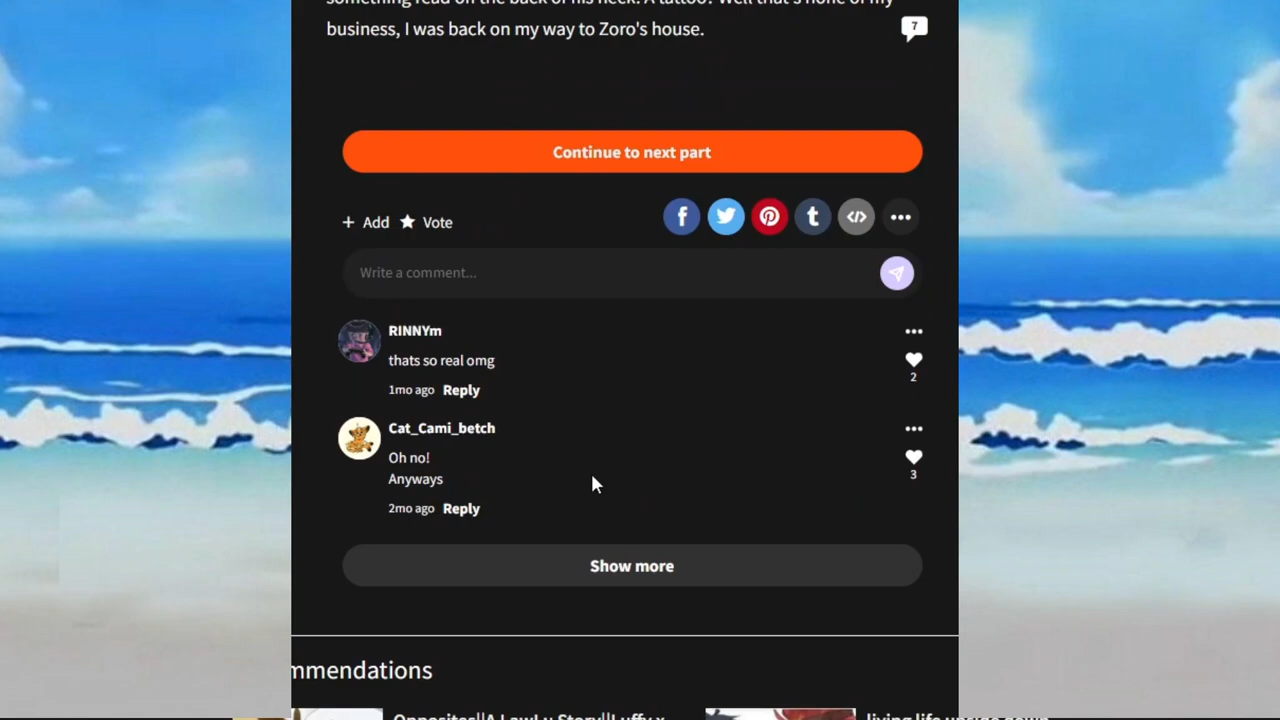 business, I was back on my way to Zoro's house.
7
Continue to next part
+ Add ★ Vote
Write a comment...
RINNYm
thats so real omg
2
1mo ago Reply
Cat_Cami_betch
Oh no!
3
Anyways
2mo ago Reply
Show more
mmendations